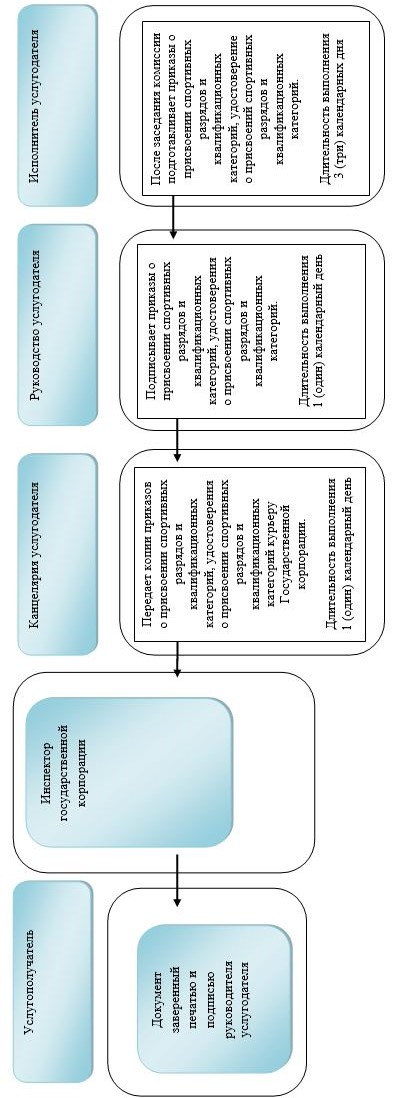 Исполнитель услугодателя
После заседания комиссии
подготавливает приказы о
присвоении спортивных
разрядов и
квалификационных
категорий, удостоверение
о присвоений спортивных
разрядов и
квалификационных
категорий.
Длительность выполнения
3 (три) календарных дня
Руководство услугодателя
Подписывает приказы о
присвоении спортивных
разрядов и
квалификационных
категорий, удостоверения
о присвоении спортивных
разрядов и
квалификационных
категорий.
Длительность выполнения
1 (один) календарный день
Канцелярия услугодателя
Передает копии приказов
о присвоении спортивных
разрядов и
квалификационных
категорий, удостоверения
о присвоении спортивных
разрядов и
квалификационных
категорий курьеру
Государственной
корпорации.
Длительность выполнения
1 (один) календарный день
Инспектор
государственной
корпорации
Услугополучатель
Документ
заверенный
печатью и
подписью
руководителя
услугодателя